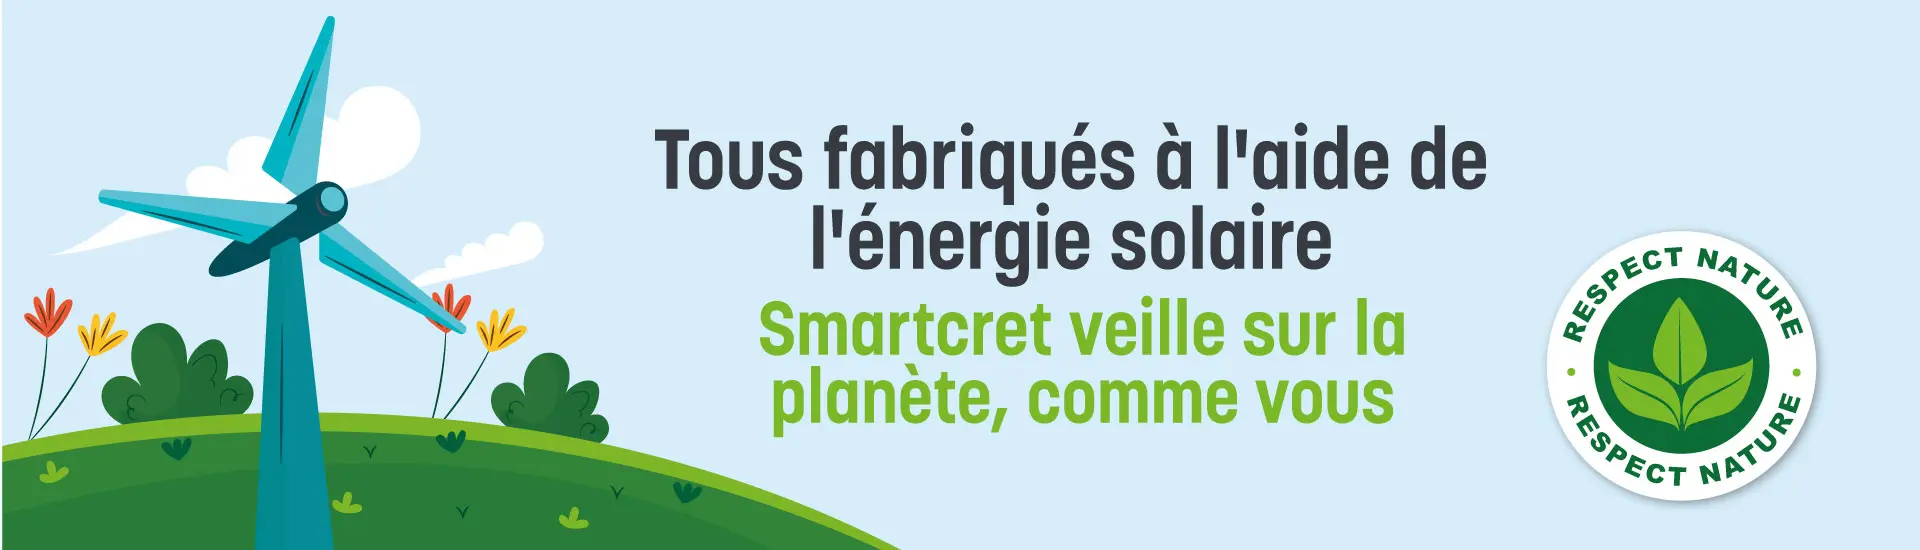 Tous fabriqués à l'aide de
l'énergie solaire
Smartcret veille sur la
planète, comme vous
RESPECT NATURE
RESPECT NATURE